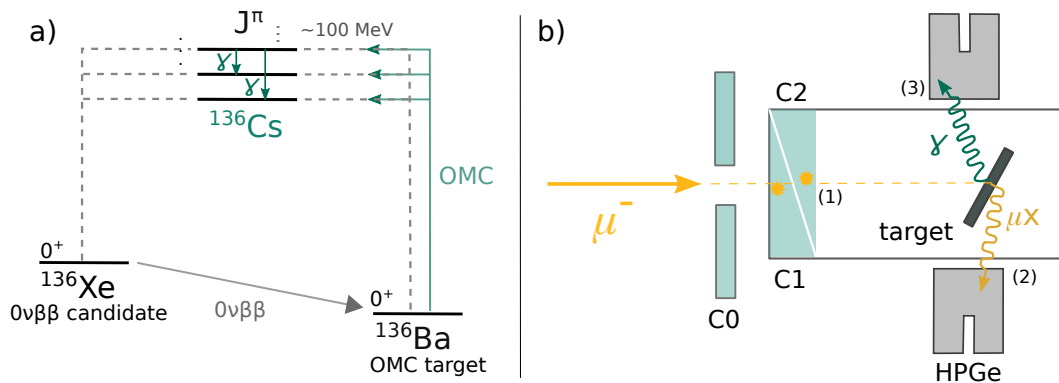 a)
J^π
~100 MeV
γ
γ
^136Cs
OMC
0⁺
^136Xe
0νββ candidate
0νββ
0⁺
^136Ba
OMC target
b)
(3)
C2
γ
(1)
μ⁻
target
μX
C1
(2)
C0
HPGe